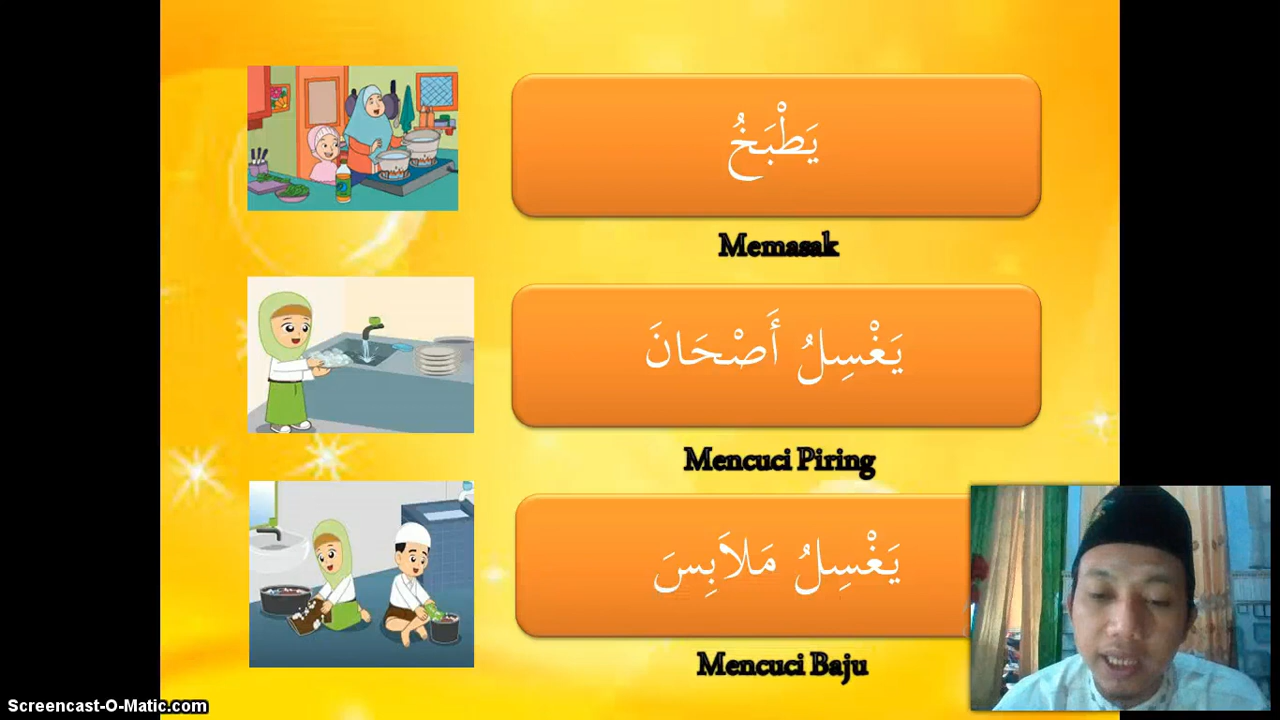 يَطْبَخُ
Memasak
يَغْسِلُ أَصْحَانَ
Mencuci Piring
يَغْسِلُ مَلاَبِسَ
Mencuci Baju
Screencast-O-Matic.com